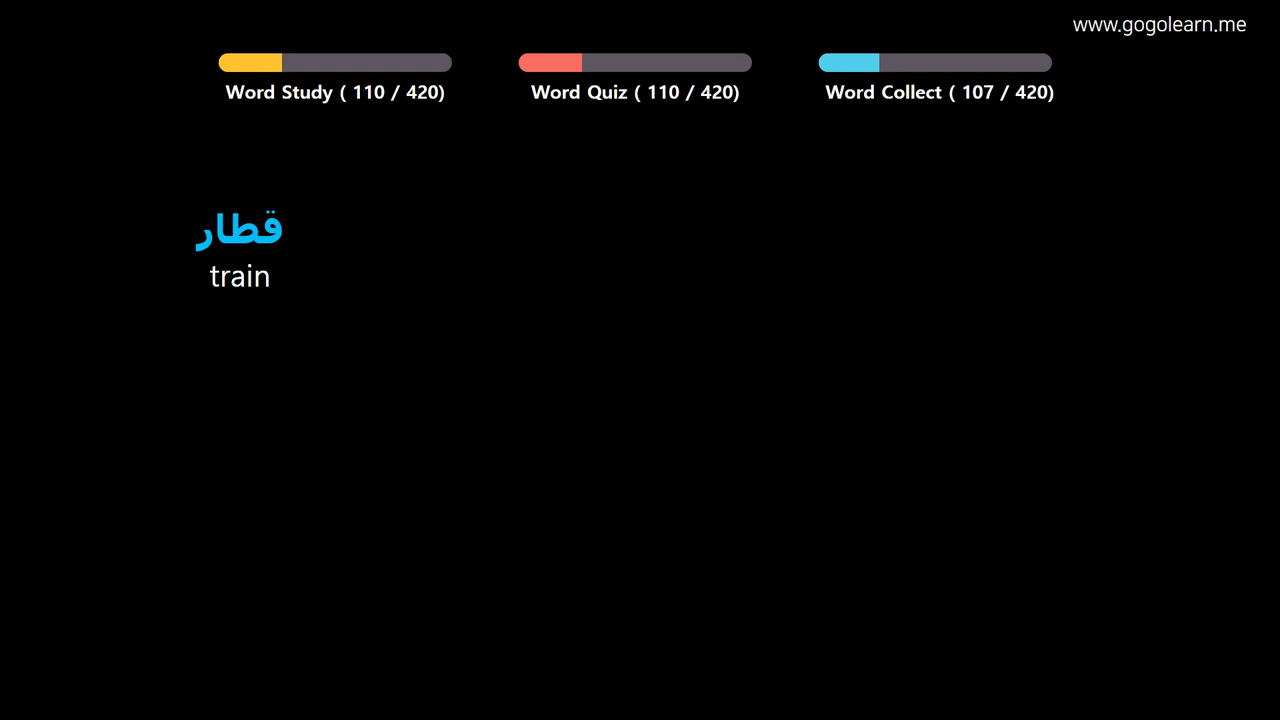 www.gogolearn.me
Word Study ( 110 / 420)
Word Quiz ( 110 / 420)
Word Collect ( 107 / 420)
قطار
train